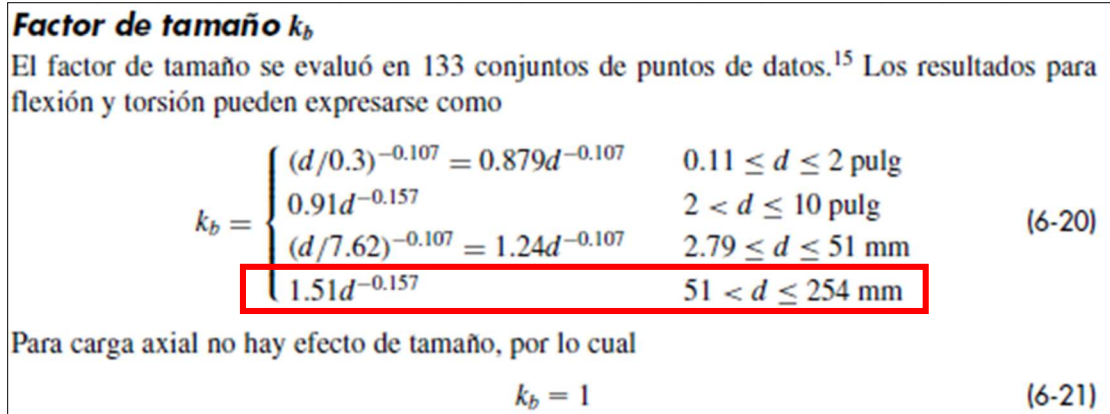 Factor de tamaño k_b
El factor de tamaño se evaluó en 133 conjuntos de puntos de datos.¹⁵ Los resultados para
flexión y torsión pueden expresarse como
(d/0.3)^−0.107 = 0.879d^−0.107 0.11 ≤ d ≤ 2 pulg
0.91d^−0.157 2 < d ≤ 10 pulg
k_b = { (6-20)
(d/7.62)^−0.107 = 1.24d^−0.107 2.79 ≤ d ≤ 51 mm
1.51d^−0.157 51 < d ≤ 254 mm
Para carga axial no hay efecto de tamaño, por lo cual
k_b = 1 (6-21)